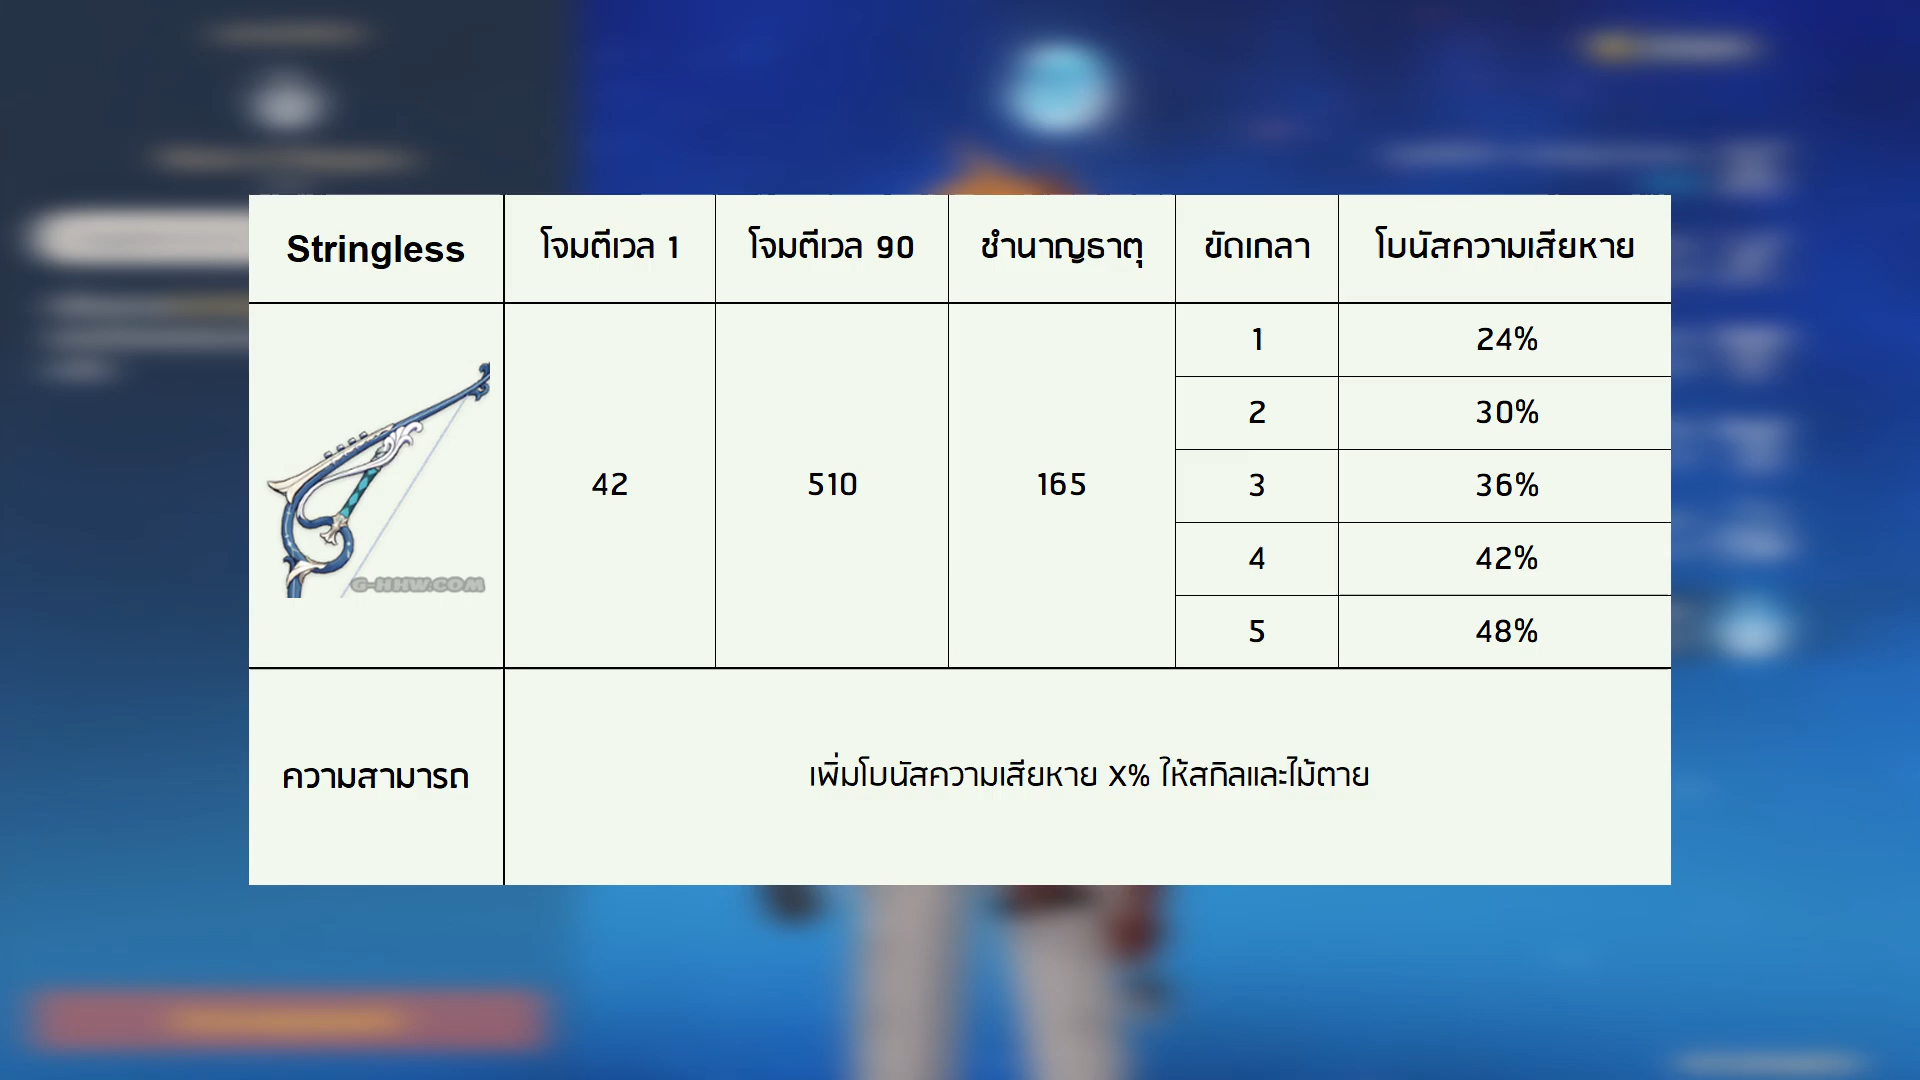 Stringless โจมตีเวล 1 โจมตีเวล 90 ชำนาญธาตุ ขัดเกลา โบนัสความเสียหาย
1 24%
2 30%
42 510 165 3 36%
4 42%
5 48%
G-HHW.COM
ความสามารถ เพิ่มโบนัสความเสียหาย X% ให้สกิลและไม้ตาย